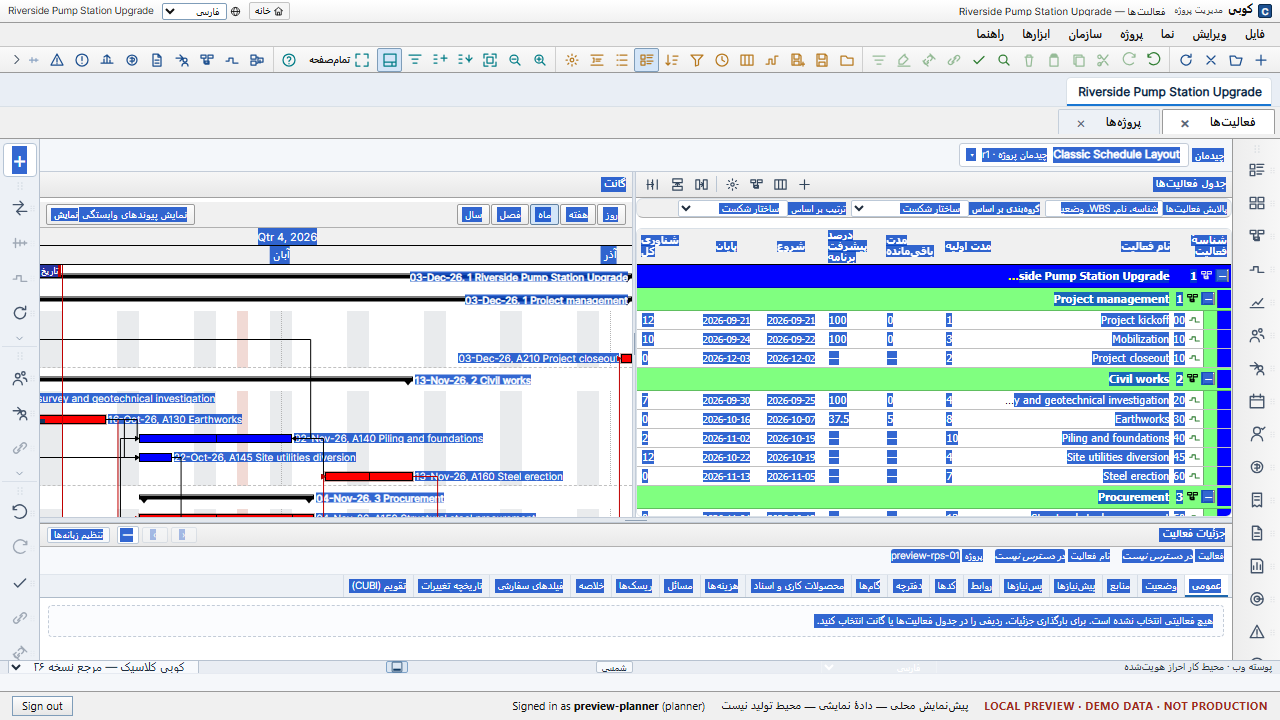 کوبی مدیریت پروژه فعالیت‌ها — Riverside Pump Station Upgrade
خانه
فارسی
Riverside Pump Station Upgrade
فایل ویرایش نما پروژه سازمان ابزارها راهنما
تمام‌صفحه
Riverside Pump Station Upgrade
فعالیت‌ها ×
پروژه‌ها ×
چیدمان Classic Schedule Layout چیدمان پروژه · r1
جدول فعالیت‌ها
پالایش فعالیت‌ها شناسه، نام، WBS، وضعی
گروه‌بندی بر اساس ساختار شکست
ترتیب بر اساس ساختار شکست
شناسه فعالیت نام فعالیت مدت اولیه مدت باقی‌مانده درصد پیشرفت برنامه شروع پایان شناوری کل
1 side Pump Station Upgrade...
1 Project management
00 Project kickoff 1 0 100 2026-09-21 2026-09-21 12
10 Mobilization 3 0 100 2026-09-22 2026-09-24 10
10 Project closeout 2 — — 2026-12-02 2026-12-03 0
2 Civil works
20 y and geotechnical investigation... 4 0 100 2026-09-25 2026-09-30 7
30 Earthworks 8 5 37.5 2026-10-07 2026-10-16 0
40 Piling and foundations 10 — — 2026-10-19 2026-11-02 2
45 Site utilities diversion 4 — — 2026-10-19 2026-10-22 12
60 Steel erection 7 — — 2026-11-05 2026-11-13 0
3 Procurement
گانت
روز هفته ماه فصل سال
نمایش پیوندهای وابستگی نمایش
Qtr 4, 2026
آذر آبان
تاریخ
03-Dec-26, 1 Riverside Pump Station Upgrade
03-Dec-26, 1 Project management
03-Dec-26, A210 Project closeout
13-Nov-26, 2 Civil works
survey and geotechnical investigation
16-Oct-26, A130 Earthworks
02-Nov-26, A140 Piling and foundations
22-Oct-26, A145 Site utilities diversion
13-Nov-26, A160 Steel erection
04-Nov-26, 3 Procurement
جزئیات فعالیت
تنظیم زبانه‌ها
فعالیت در دسترس نیست نام فعالیت در دسترس نیست پروژه preview-rps-01
عمومی وضعیت منابع پیش‌نیازها پس‌نیازها روابط کدها دفترچه گام‌ها محصولات کاری و اسناد هزینه‌ها مسائل ریسک‌ها خلاصه فیلدهای سفارشی تاریخچه تغییرات تقویم (CUBI)
هیچ فعالیتی انتخاب نشده است. برای بارگذاری جزئیات، ردیفی را در جدول فعالیت‌ها یا گانت انتخاب کنید.
پوسته وب · محیط کار احراز هویت‌شده
فارسی
شمسی
کوبی کلاسیک — مرجع نسخه ۲۶
LOCAL PREVIEW · DEMO DATA · NOT PRODUCTION
پیش‌نمایش محلی — دادهٔ نمایشی — محیط تولید نیست
Signed in as preview-planner (planner)
Sign out